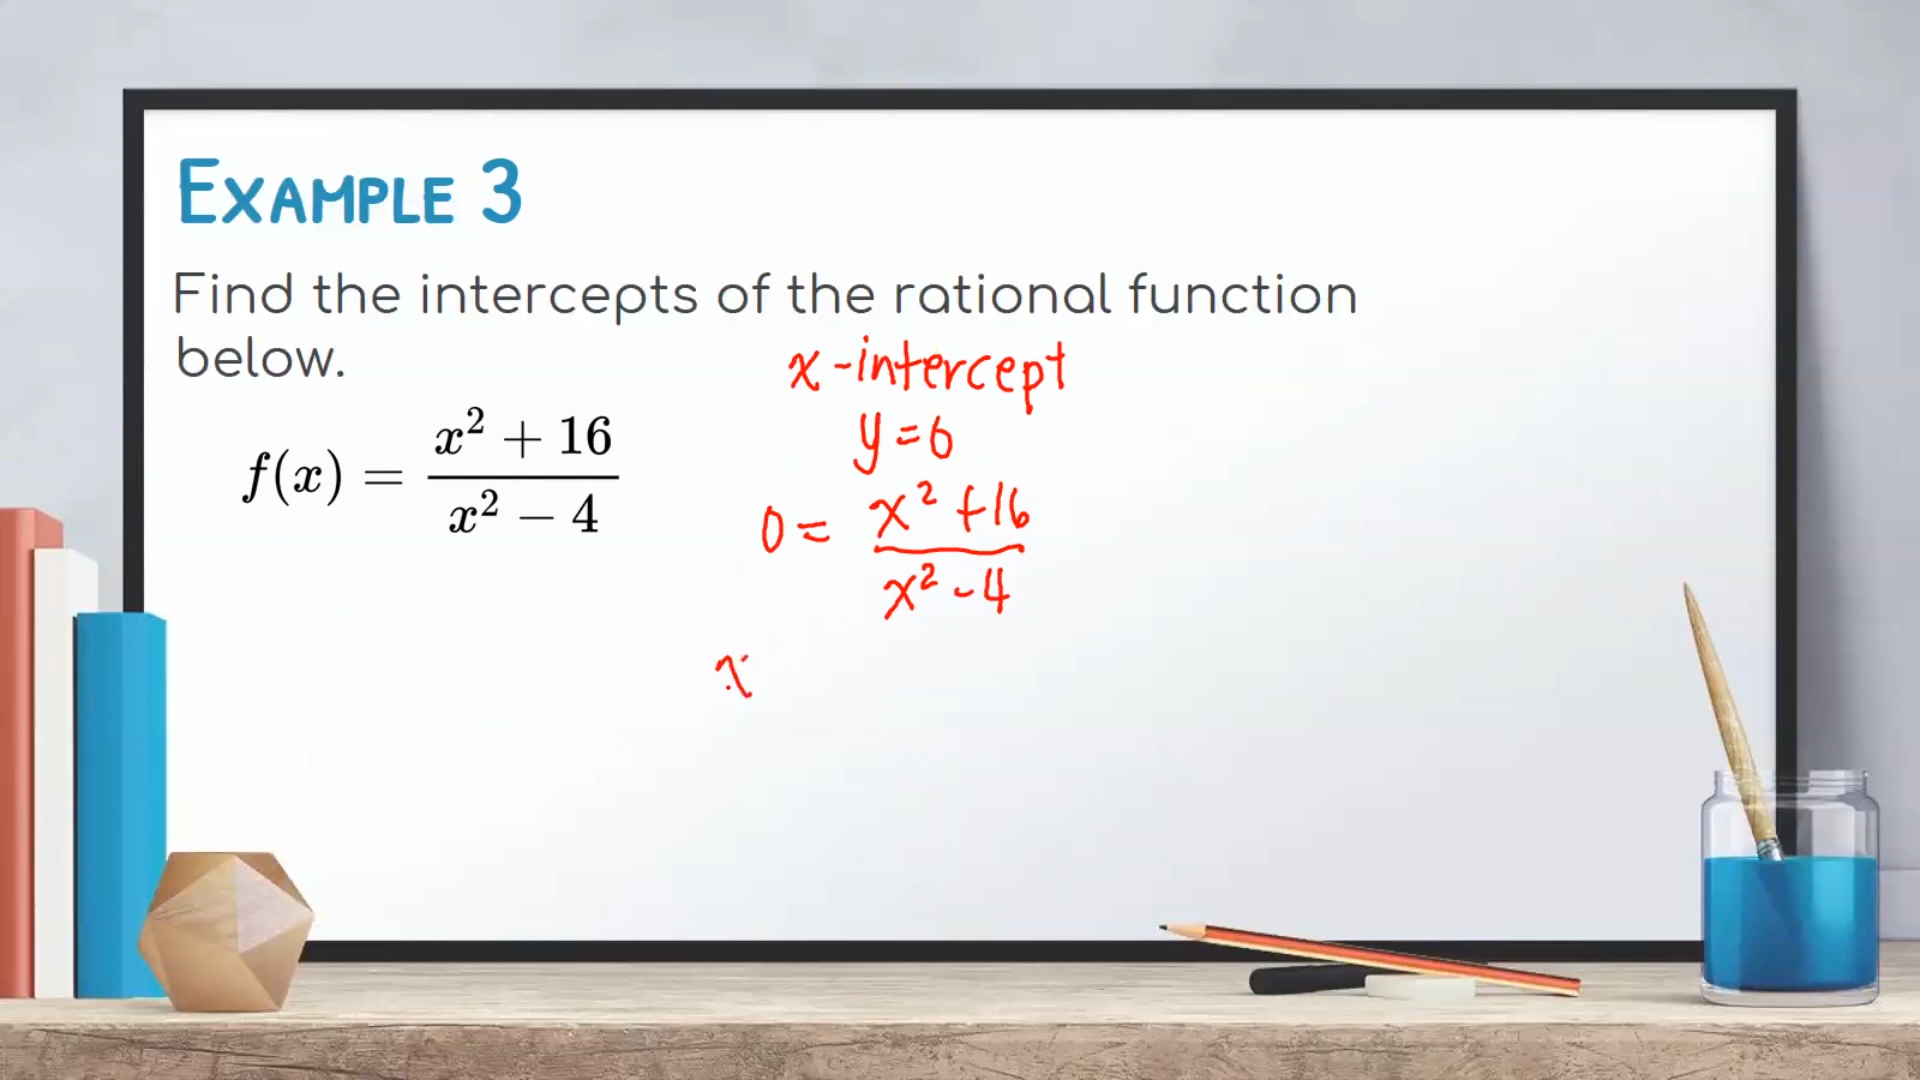 EXAMPLE 3
Find the intercepts of the rational function
below.
f(x) = (x² + 16)/(x² − 4)
x-intercept
y=0
0 = (x² +16)/(x² - 4)
x